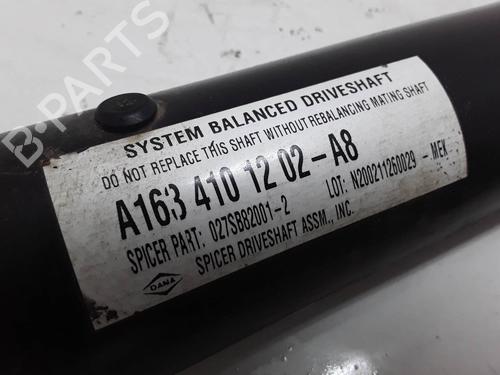 B-PARTS
SYSTEM BALANCED DRIVESHAFT
DO NOT REPLACE THIS SHAFT WITHOUT REBALANCING MATING SHAFT
A163 410 12 02-A8
SPICER PART: 027SB82001-2 LOT: N200211260029-MEX
SPICER DRIVESHAFT ASSM., INC.
DANA